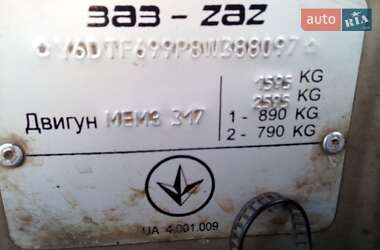 ЗАЗ - ZAZ
auto RIA
Y6DTF699P8W388097
1595 KG
2595 KG
Двигун МЕМЗ 317
1 - 890 KG
2 - 790 KG
UA 4.001.009